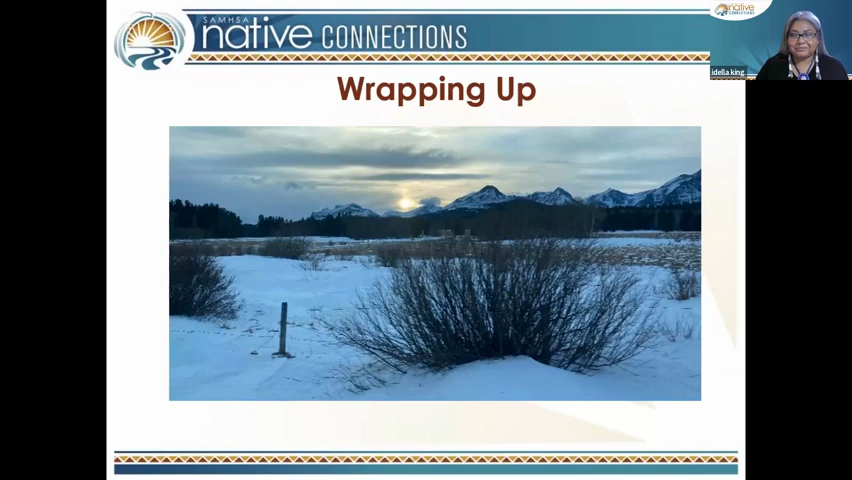 SAMHSA
native CONNECTIONS
native
CONNECTIONS
idella king
Wrapping Up